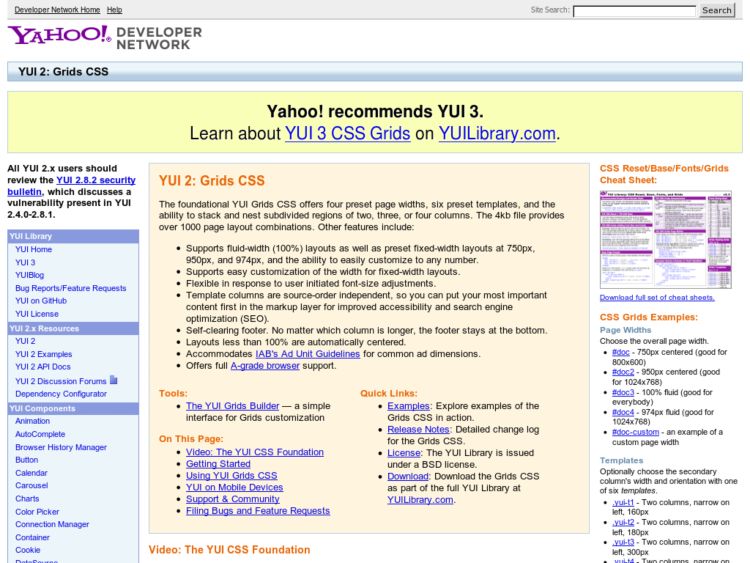 Developer Network Home Help
Site Search: Search
YAHOO! DEVELOPER
NETWORK
YUI 2: Grids CSS
Yahoo! recommends YUI 3.
Learn about YUI 3 CSS Grids on YUILibrary.com.
All YUI 2.x users should
review the YUI 2.8.2 security
bulletin, which discusses a
vulnerability present in YUI
2.4.0-2.8.1.
YUI Library
YUI Home
YUI 3
YUIBlog
Bug Reports/Feature Requests
YUI on GitHub
YUI License
YUI 2.x Resources
YUI 2
YUI 2 Examples
YUI 2 API Docs
YUI 2 Discussion Forums
Dependency Configurator
YUI Components
Animation
AutoComplete
Browser History Manager
Button
Calendar
Carousel
Charts
Color Picker
Connection Manager
Container
Cookie
DataSource
YUI 2: Grids CSS
The foundational YUI Grids CSS offers four preset page widths, six preset templates, and the
ability to stack and nest subdivided regions of two, three, or four columns. The 4kb file provides
over 1000 page layout combinations. Other features include:
Supports fluid-width (100%) layouts as well as preset fixed-width layouts at 750px,
950px, and 974px, and the ability to easily customize to any number.
Supports easy customization of the width for fixed-width layouts.
Flexible in response to user initiated font-size adjustments.
Template columns are source-order independent, so you can put your most important
content first in the markup layer for improved accessibility and search engine
optimization (SEO).
Self-clearing footer. No matter which column is longer, the footer stays at the bottom.
Layouts less than 100% are automatically centered.
Accommodates IAB's Ad Unit Guidelines for common ad dimensions.
Offers full A-grade browser support.
Tools:
The YUI Grids Builder — a simple
interface for Grids customization
On This Page:
Video: The YUI CSS Foundation
Getting Started
Using YUI Grids CSS
YUI on Mobile Devices
Support & Community
Filing Bugs and Feature Requests
Quick Links:
Examples: Explore examples of the
Grids CSS in action.
Release Notes: Detailed change log
for the Grids CSS.
License: The YUI Library is issued
under a BSD license.
Download: Download the Grids CSS
as part of the full YUI Library at
YUILibrary.com.
Video: The YUI CSS Foundation
CSS Reset/Base/Fonts/Grids
Cheat Sheet:
Download full set of cheat sheets.
CSS Grids Examples:
Page Widths
Choose the overall page width.
#doc - 750px centered (good for
800x600)
#doc2 - 950px centered (good
for 1024x768)
#doc3 - 100% fluid (good for
everybody)
#doc4 - 974px fluid (good for
1024x768)
#doc-custom - an example of a
custom page width
Templates
Optionally choose the secondary
column's width and orientation with one
of six templates.
.yui-t1 - Two columns, narrow on
left, 160px
.yui-t2 - Two columns, narrow on
left, 180px
.yui-t3 - Two columns, narrow on
left, 300px
.yui-t4 - Two columns, narrow on